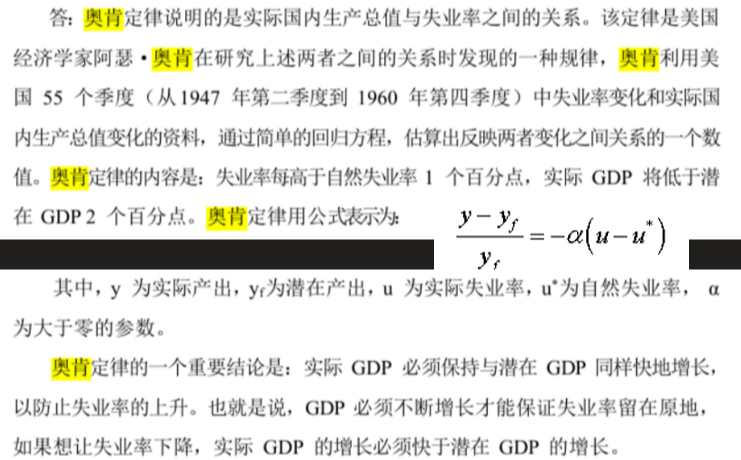 答：奥肯定律说明的是实际国内生产总值与失业率之间的关系。该定律是美国
经济学家阿瑟·奥肯在研究上述两者之间的关系时发现的一种规律，奥肯利用美
国 55 个季度（从1947 年第二季度到 1960 年第四季度）中失业率变化和实际国
内生产总值变化的资料，通过简单的回归方程，估算出反映两者变化之间关系的一个数
值。奥肯定律的内容是：失业率每高于自然失业率 1 个百分点，实际 GDP 将低于潜
在 GDP 2 个百分点。奥肯定律用公式表示为：
(y − y_f)/y_f = −α(u − u*)
其中，y 为实际产出，y_f为潜在产出，u 为实际失业率，u*为自然失业率， α
为大于零的参数。
奥肯定律的一个重要结论是：实际 GDP 必须保持与潜在 GDP 同样快地增长，
以防止失业率的上升。也就是说，GDP 必须不断增长才能保证失业率留在原地，
如果想让失业率下降，实际 GDP 的增长必须快于潜在 GDP 的增长。